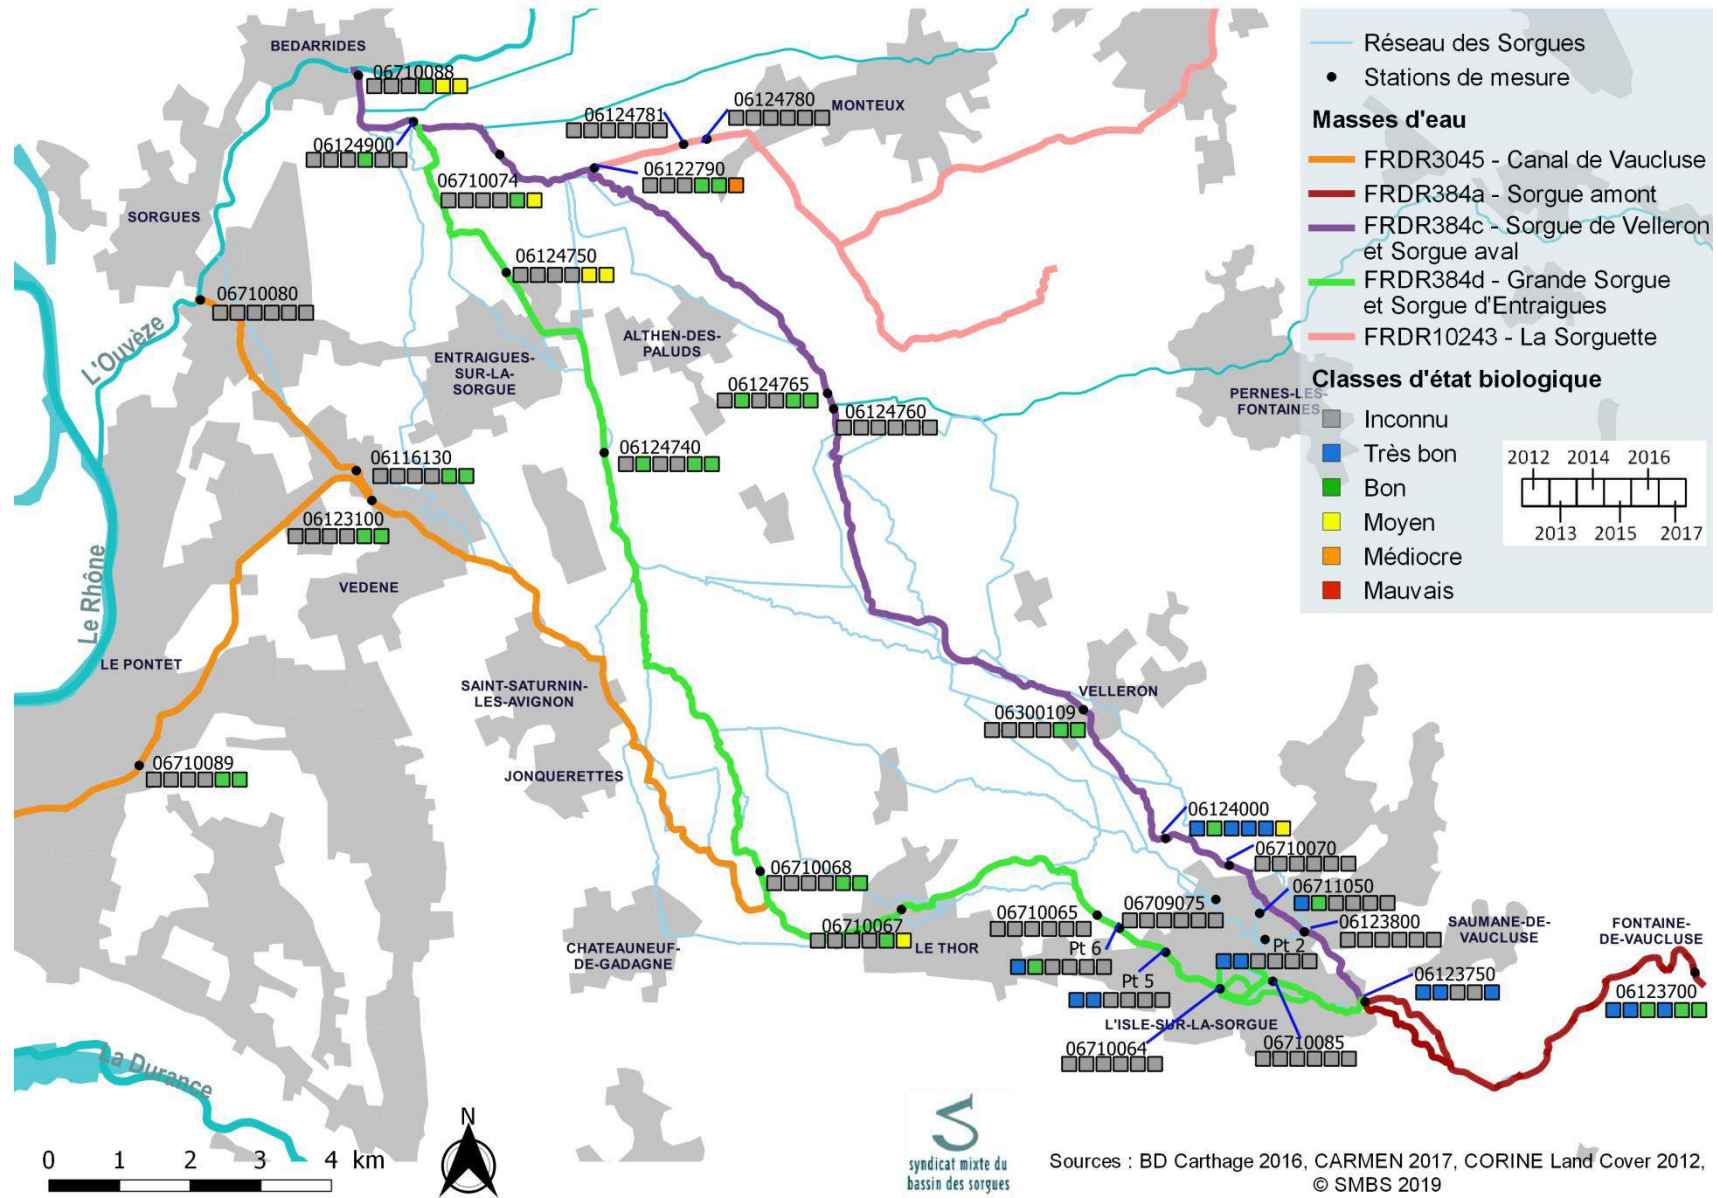 BEDARRIDES
06710088
06124780
06124781
MONTEUX
06124900
06122790
06710074
SORGUES
06124750
06710080
L'Ouvèze
ALTHEN-DES-
PALUDS
ENTRAIGUES-
SUR-LA-
SORGUE
06124765
06124760
PERNES-LES-
FONTAINES
06124740
06116130
06123100
VEDENE
Le Rhône
LE PONTET
SAINT-SATURNIN-
LES-AVIGNON
VELLERON
06300109
06710089
JONQUERETTES
06124000
06710070
06710068
06711050
06709075
06710065
06123800
SAUMANE-DE-
VAUCLUSE
FONTAINE-
DE-VAUCLUSE
06710067
LE THOR
CHATEAUNEUF-
DE-GADAGNE
Pt 6
Pt 2
Pt 5
06123750
06123700
L'ISLE-SUR-LA-SORGUE
06710064
06710085
La Durance
Réseau des Sorgues
Stations de mesure
Masses d'eau
FRDR3045 - Canal de Vaucluse
FRDR384a - Sorgue amont
FRDR384c - Sorgue de Velleron
et Sorgue aval
FRDR384d - Grande Sorgue
et Sorgue d'Entraigues
FRDR10243 - La Sorguette
Classes d'état biologique
Inconnu
Très bon
Bon
Moyen
Médiocre
Mauvais
2012 2014 2016
2013 2015 2017
0 1 2 3 4 km
N
syndicat mixte du
bassin des sorgues
Sources : BD Carthage 2016, CARMEN 2017, CORINE Land Cover 2012,
© SMBS 2019